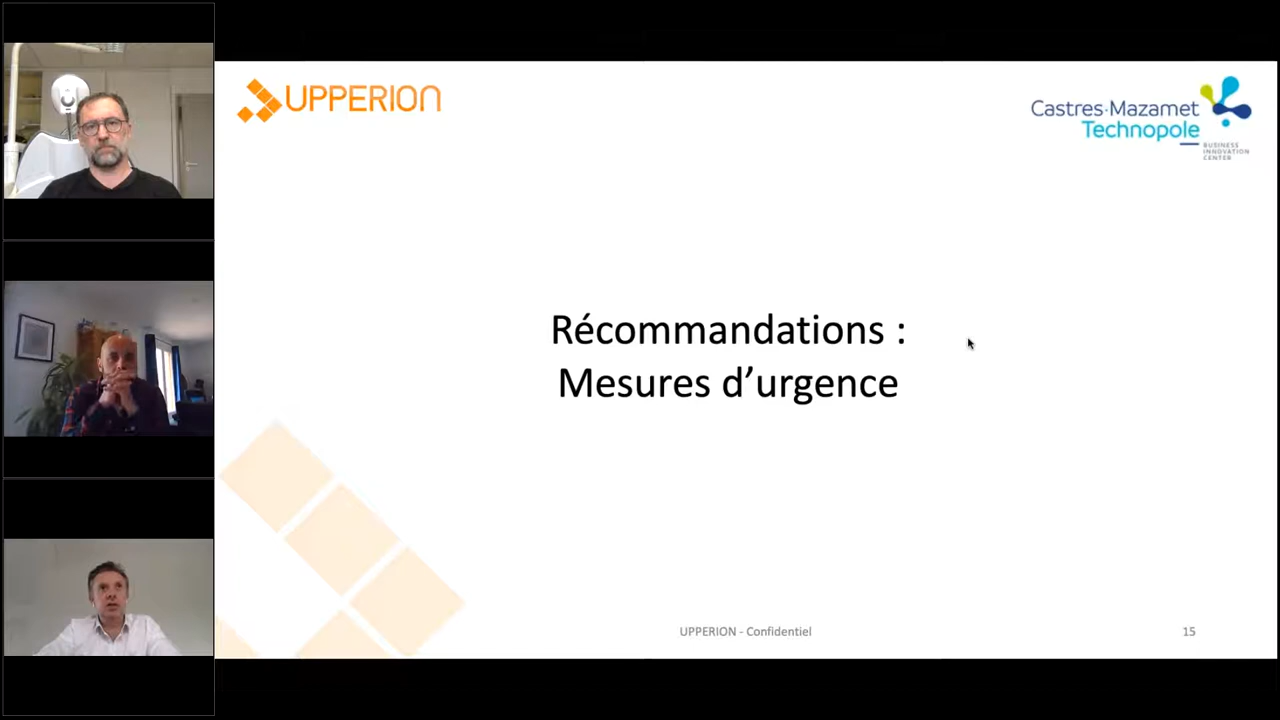 UPPERION
Castres·Mazamet
Technopole
BUSINESS
INNOVATION
CENTER
Récommandations :
Mesures d’urgence
UPPERION - Confidentiel
15